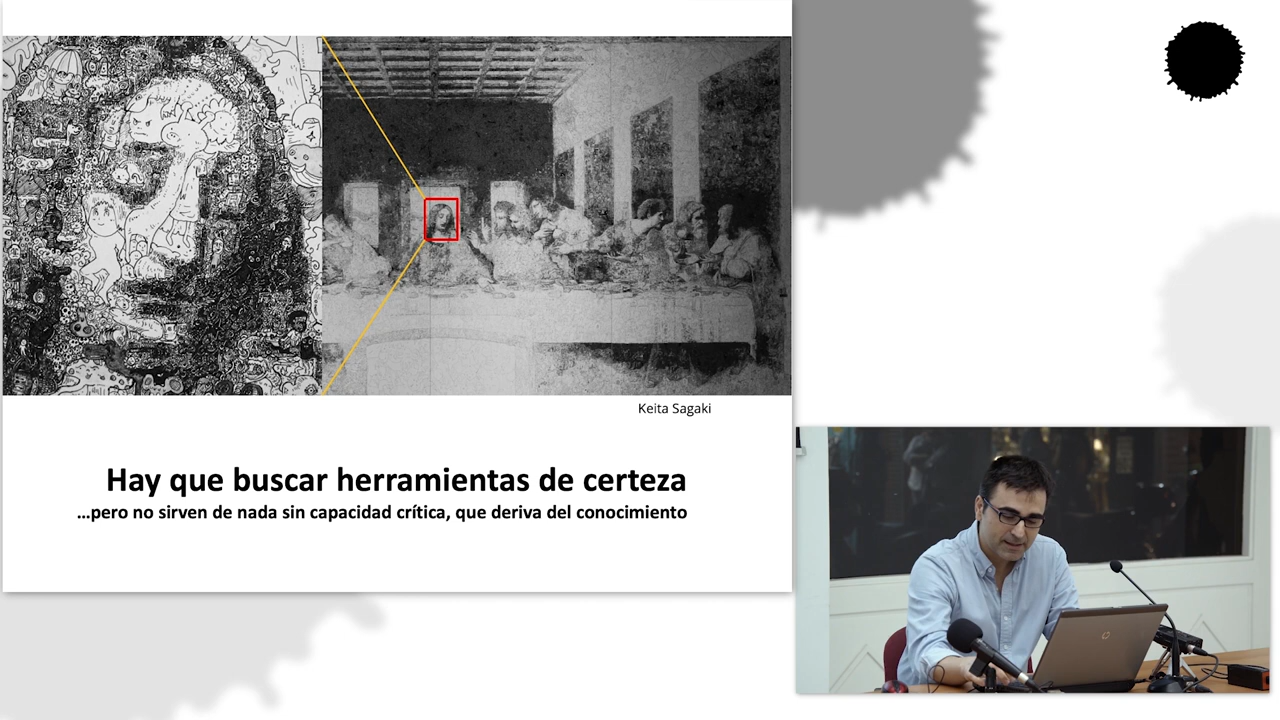 Keita Sagaki
Hay que buscar herramientas de certeza
...pero no sirven de nada sin capacidad crítica, que deriva del conocimiento